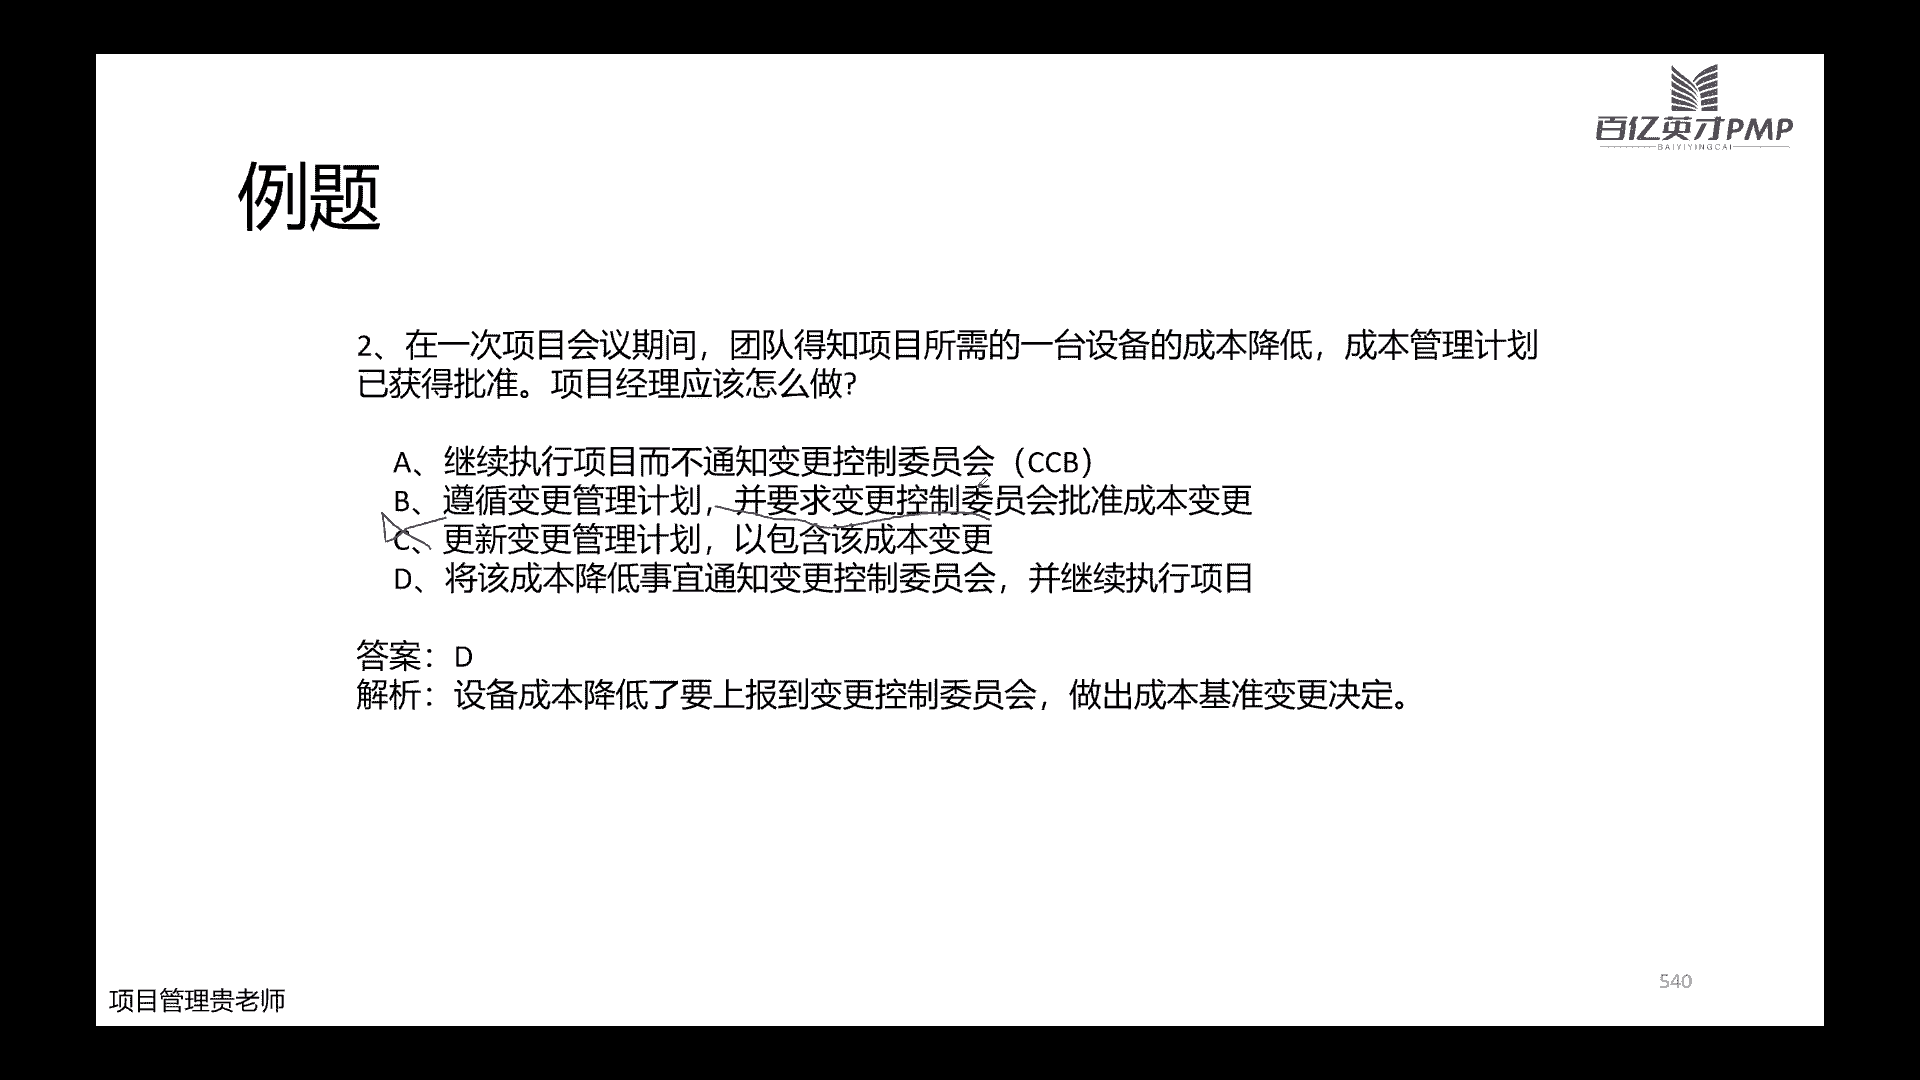 百亿英才PMP
BAIYIYINGCAI
例题
2、在一次项目会议期间，团队得知项目所需的一台设备的成本降低，成本管理计划
已获得批准。项目经理应该怎么做?
A、继续执行项目而不通知变更控制委员会（CCB）
B、遵循变更管理计划，并要求变更控制委员会批准成本变更
C、更新变更管理计划，以包含该成本变更
D、将该成本降低事宜通知变更控制委员会，并继续执行项目
答案：D
解析：设备成本降低了要上报到变更控制委员会，做出成本基准变更决定。
540
项目管理贵老师